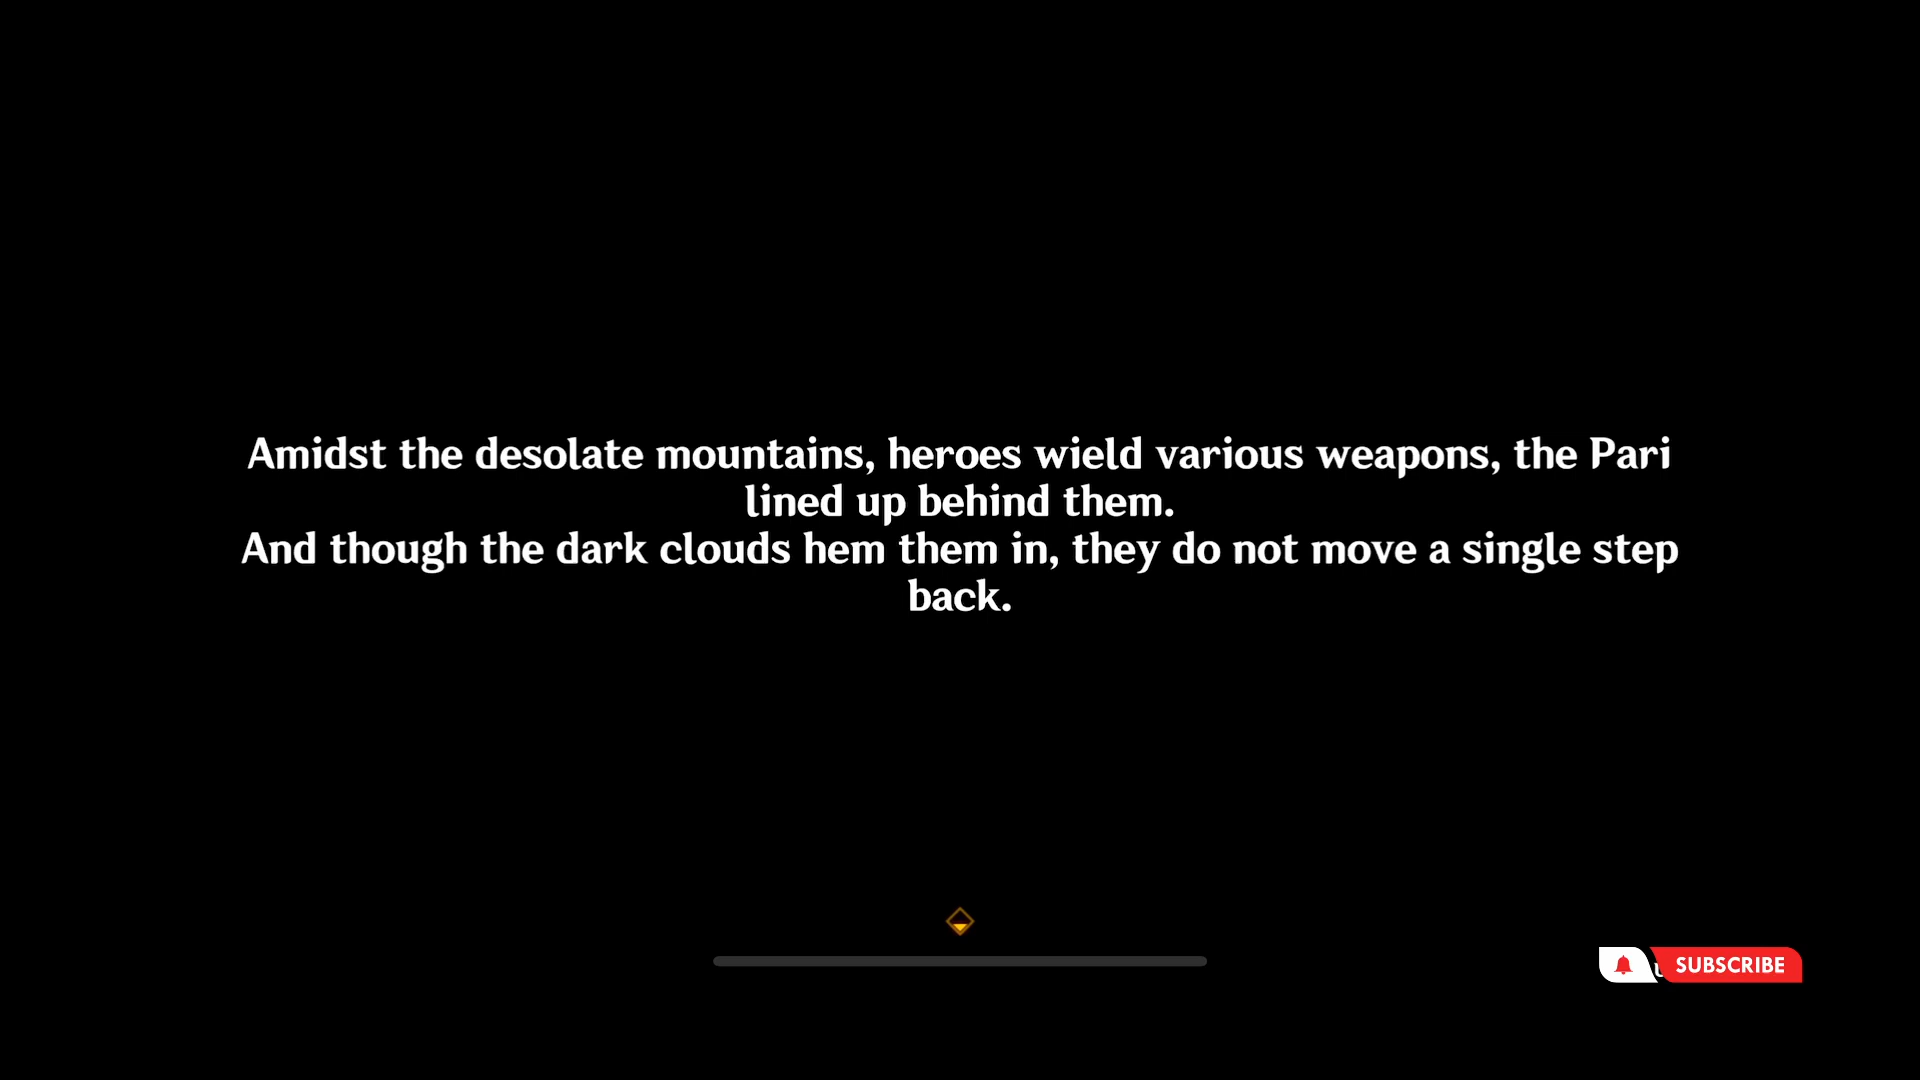 Amidst the desolate mountains, heroes wield various weapons, the Pari
lined up behind them.
And though the dark clouds hem them in, they do not move a single step
back.
SUBSCRIBE